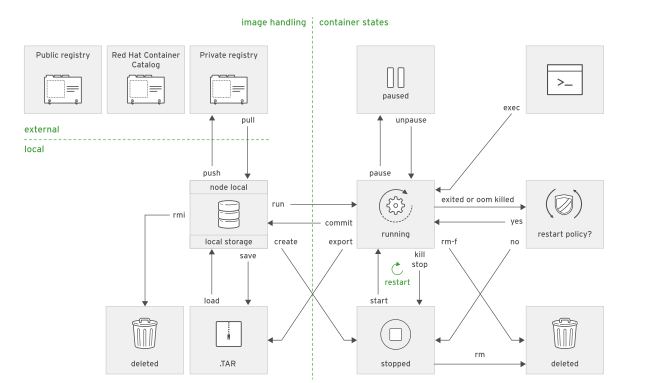 image handling
container states
Public registry
Red Hat Container
Catalog
Private registry
paused
>_
exec
external
local
push
pull
pause
unpause
node local
local storage
rmi
run
commit
create
export
save
load
running
exited or oom killed
yes
no
restart policy?
rm-f
kill
stop
restart
start
deleted
.TAR
stopped
rm
deleted